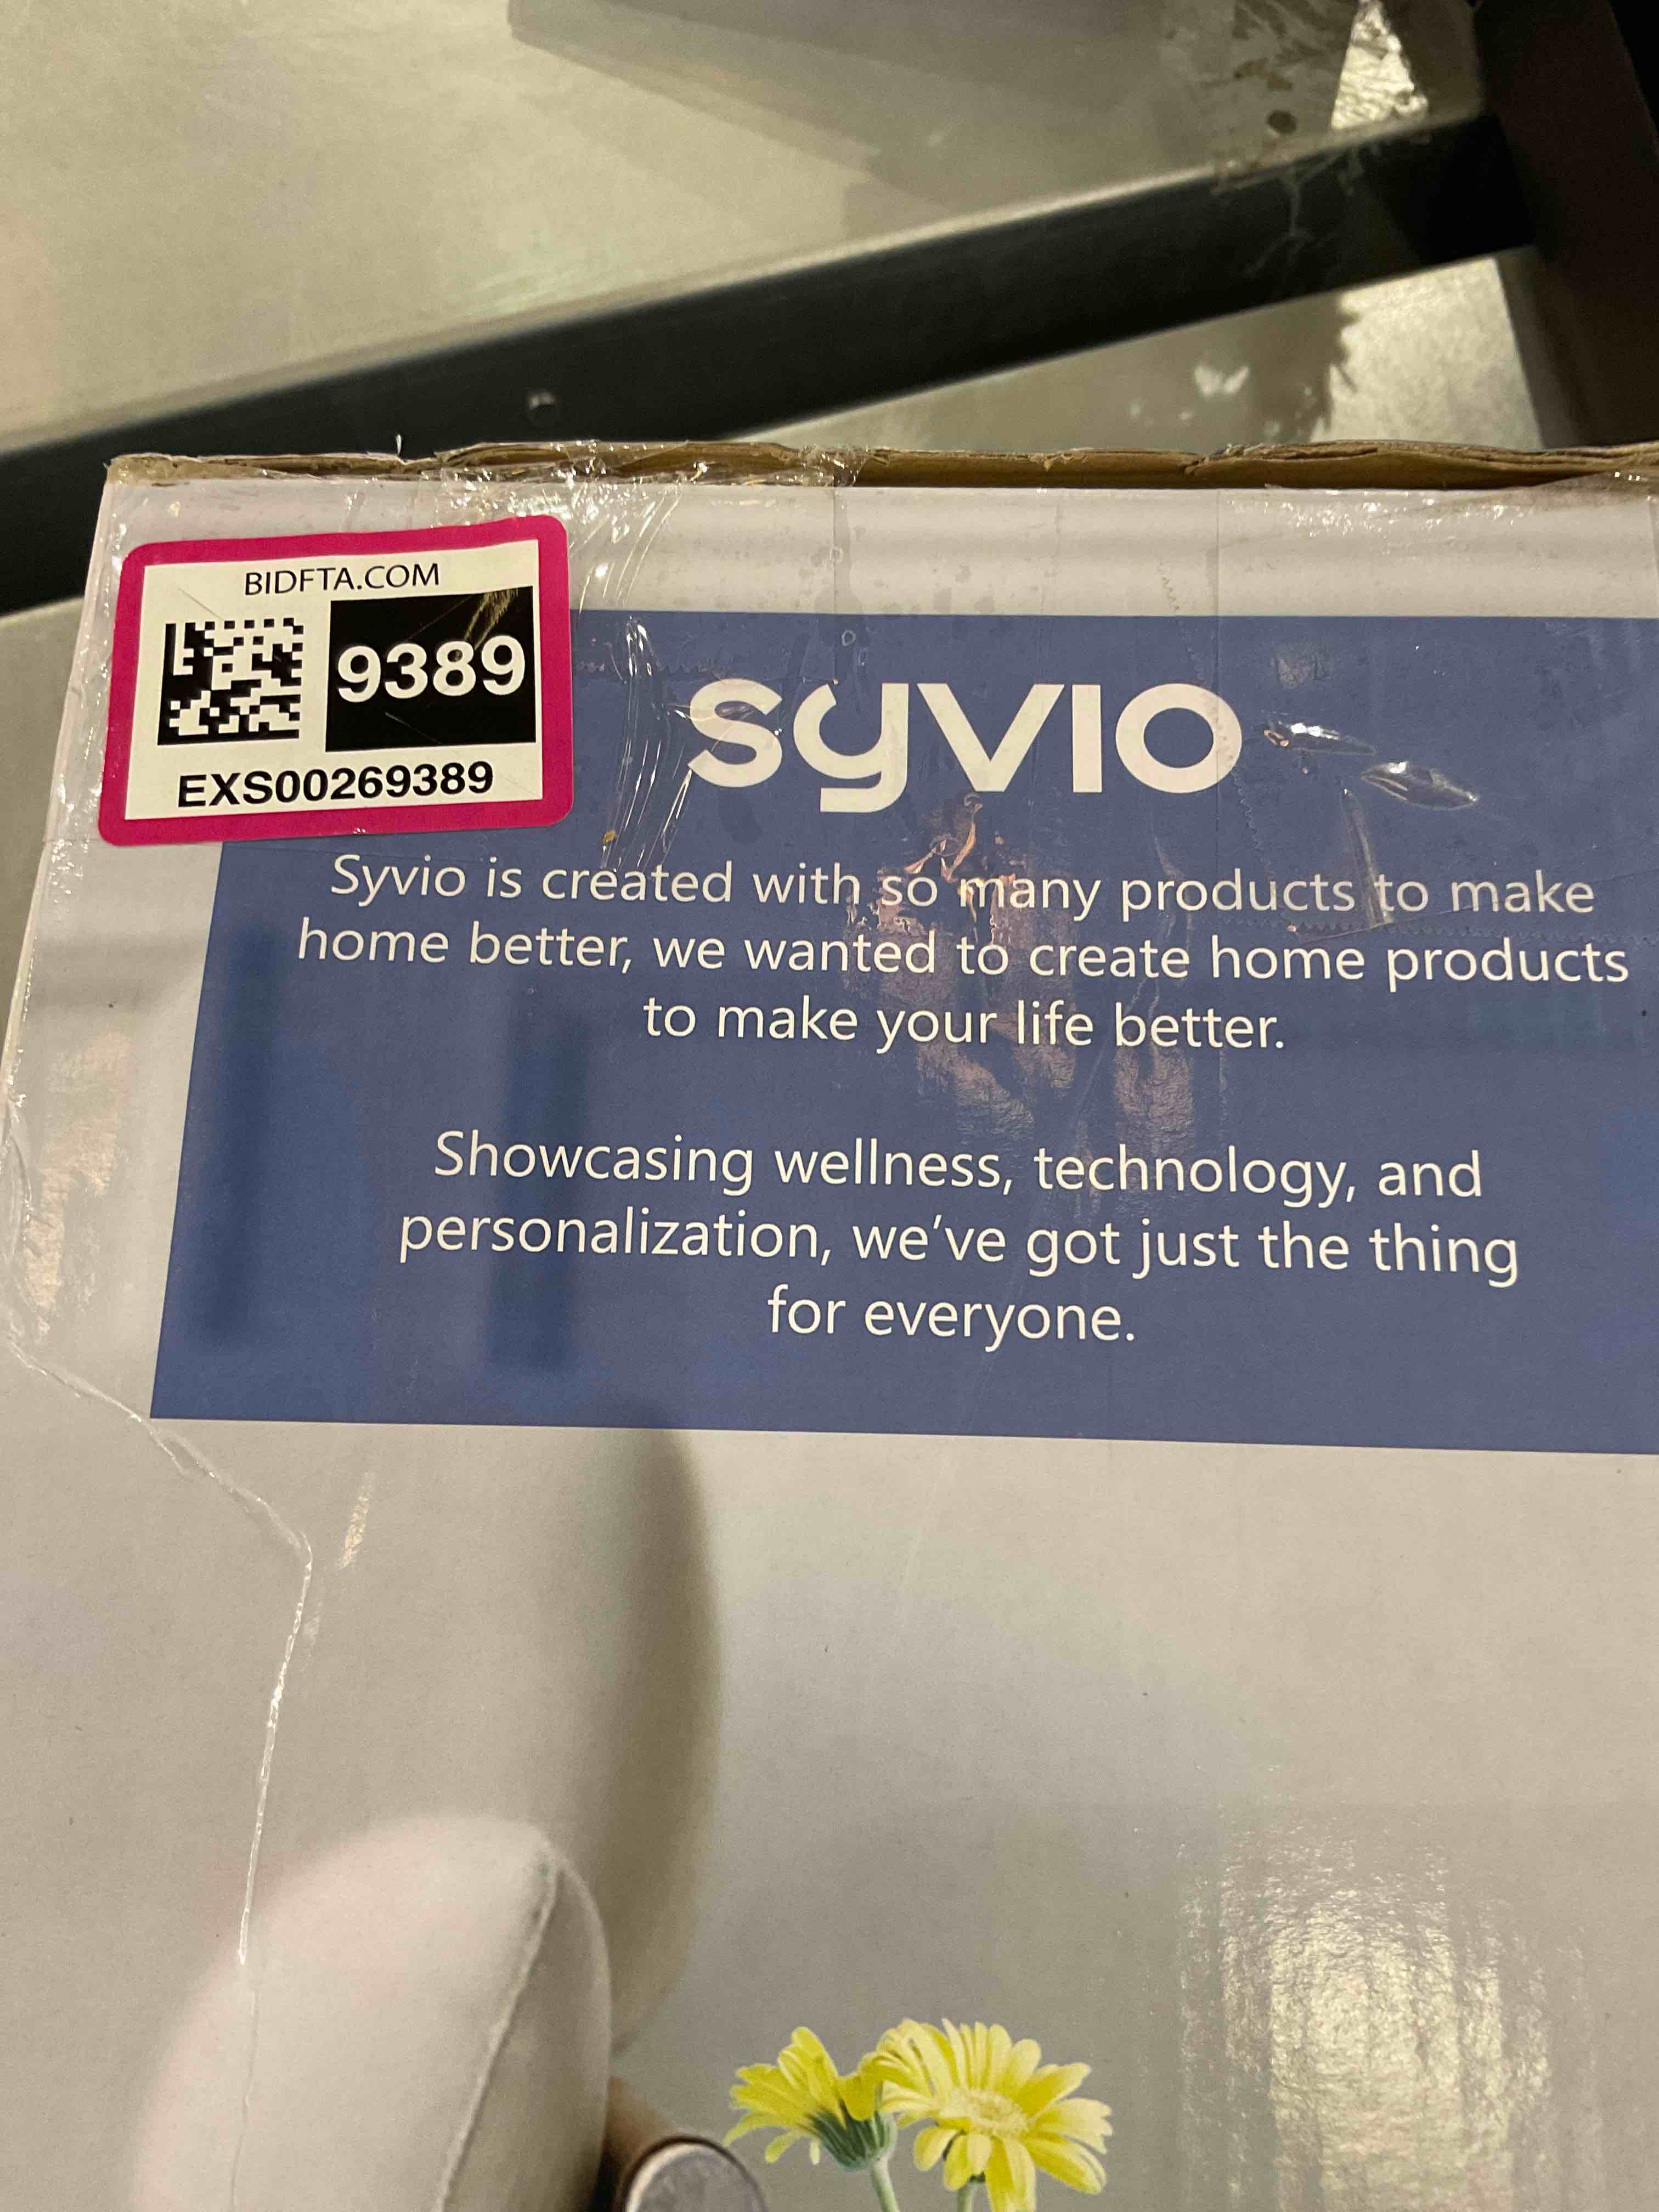 BIDFTA.COM
9389
EXS00269389
syvio
Syvio is created with so many products to make
home better, we wanted to create home products
to make your life better.
Showcasing wellness, technology, and
personalization, we've got just the thing
for everyone.